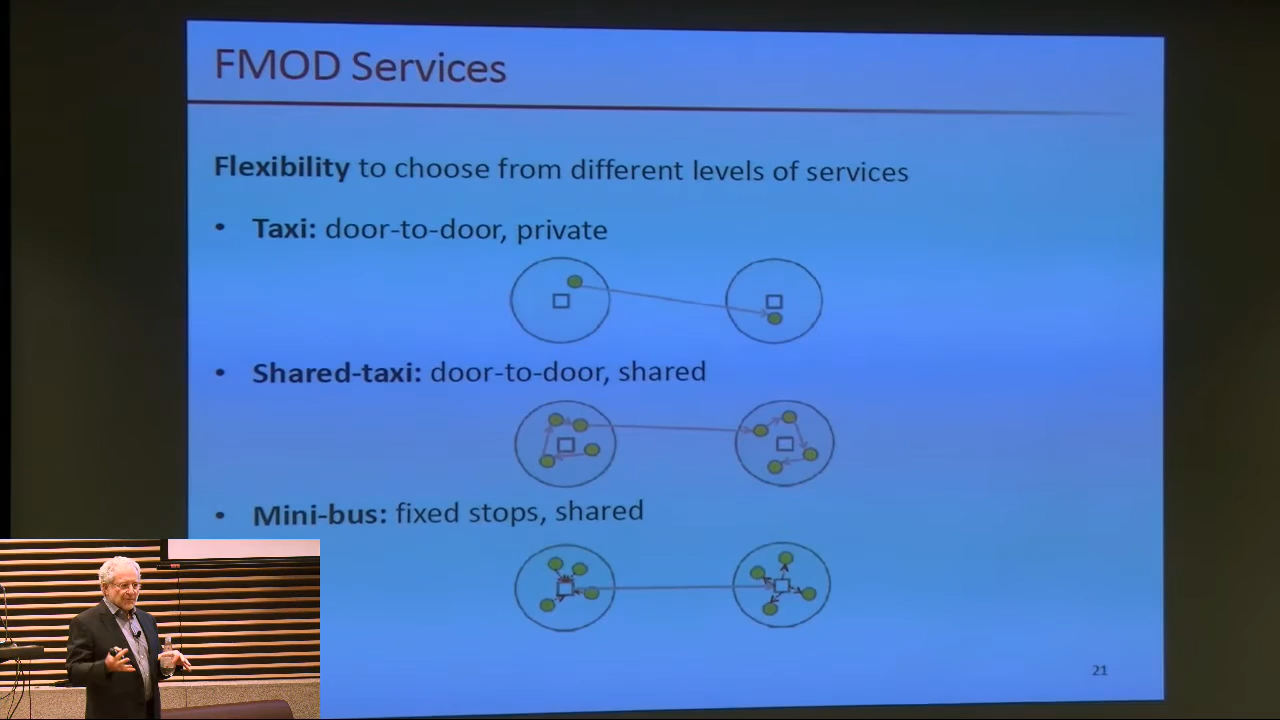 FMOD Services
Flexibility to choose from different levels of services
• Taxi: door-to-door, private
• Shared-taxi: door-to-door, shared
• Mini-bus: fixed stops, shared
21